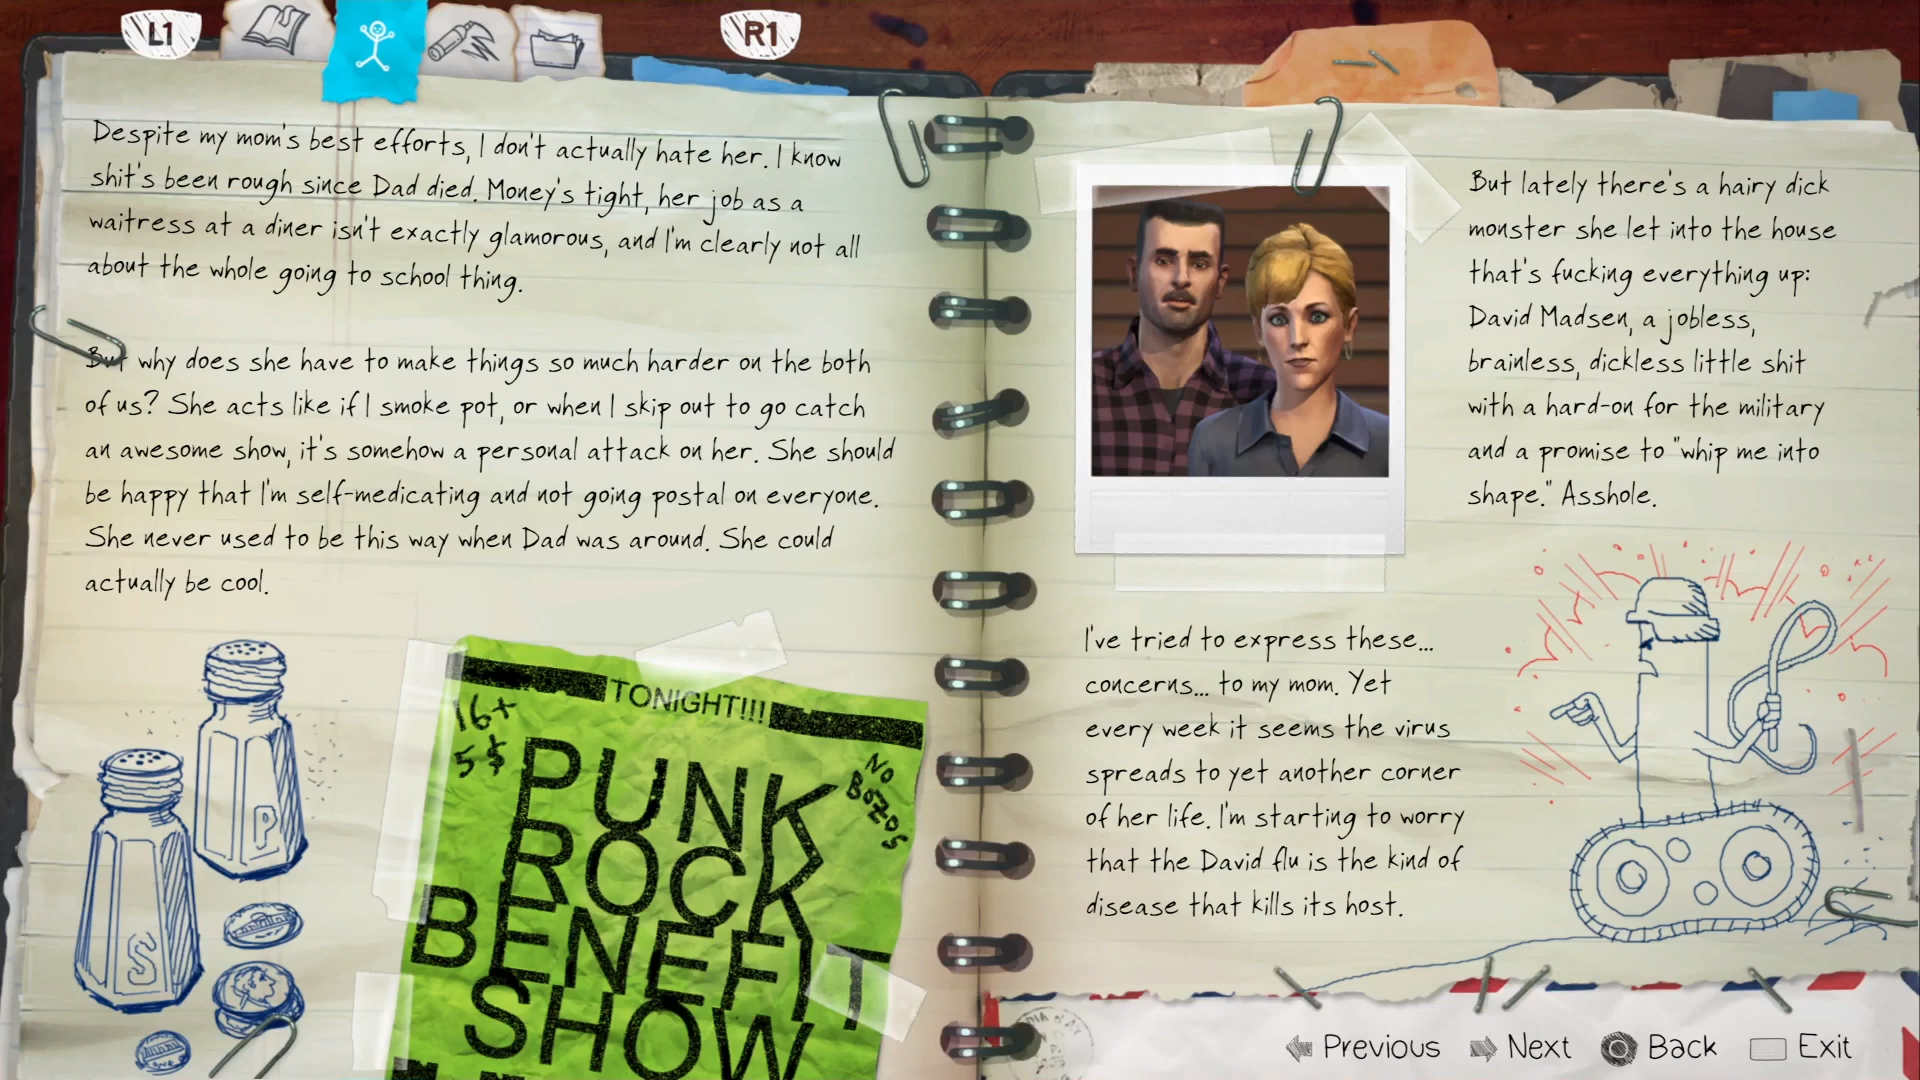 L1
R1
Despite my mom's best efforts, I don't actually hate her. I know
shit's been rough since Dad died. Money's tight, her job as a
waitress at a diner isn't exactly glamorous, and I'm clearly not all
about the whole going to school thing.
But why does she have to make things so much harder on the both
of us? She acts like if I smoke pot, or when I skip out to go catch
an awesome show, it's somehow a personal attack on her. She should
be happy that I'm self-medicating and not going postal on everyone.
She never used to be this way when Dad was around. She could
actually be cool.
P
S
TONIGHT!!!
16+
5$
NO
BOZOS
PUNK
ROCK
BENEFIT
SHOW
But lately there's a hairy dick
monster she let into the house
that's fucking everything up:
David Madsen, a jobless,
brainless, dickless little shit
with a hard-on for the military
and a promise to "whip me into
shape." Asshole.
I've tried to express these...
concerns... to my mom. Yet
every week it seems the virus
spreads to yet another corner
of her life. I'm starting to worry
that the David flu is the kind of
disease that kills its host.
Previous
Next
Back
Exit